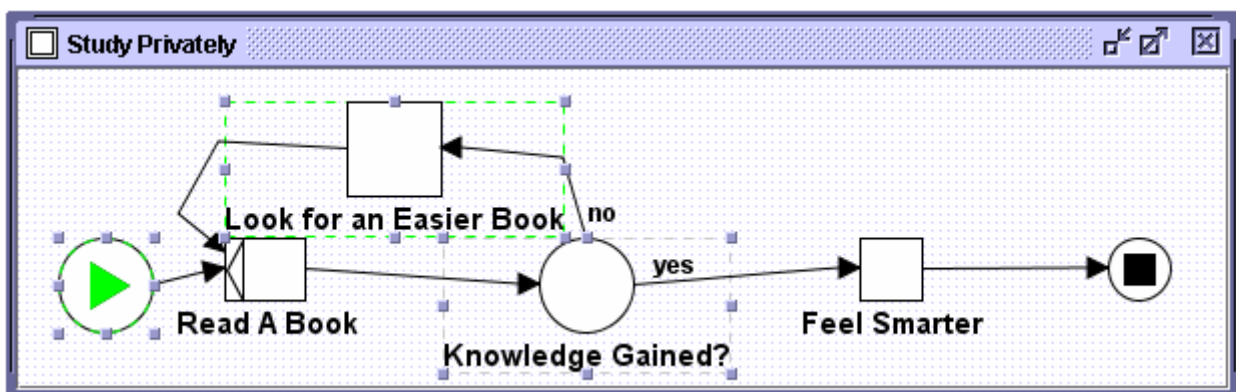 Study Privately
Look for an Easier Book
no
yes
Read A Book
Feel Smarter
Knowledge Gained?